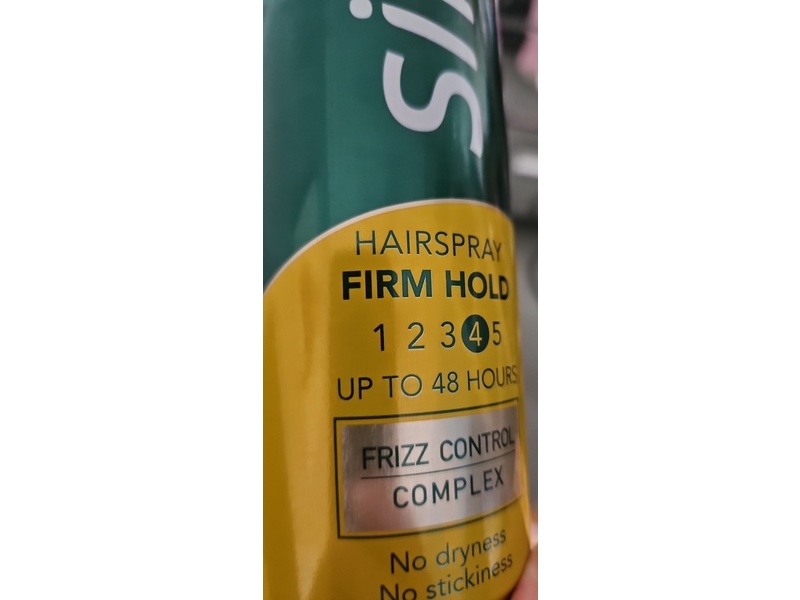 HAIRSPRAY
FIRM HOLD
1 2 3 4 5
UP TO 48 HOURS
FRIZZ CONTROL
COMPLEX
No dryness
No stickiness